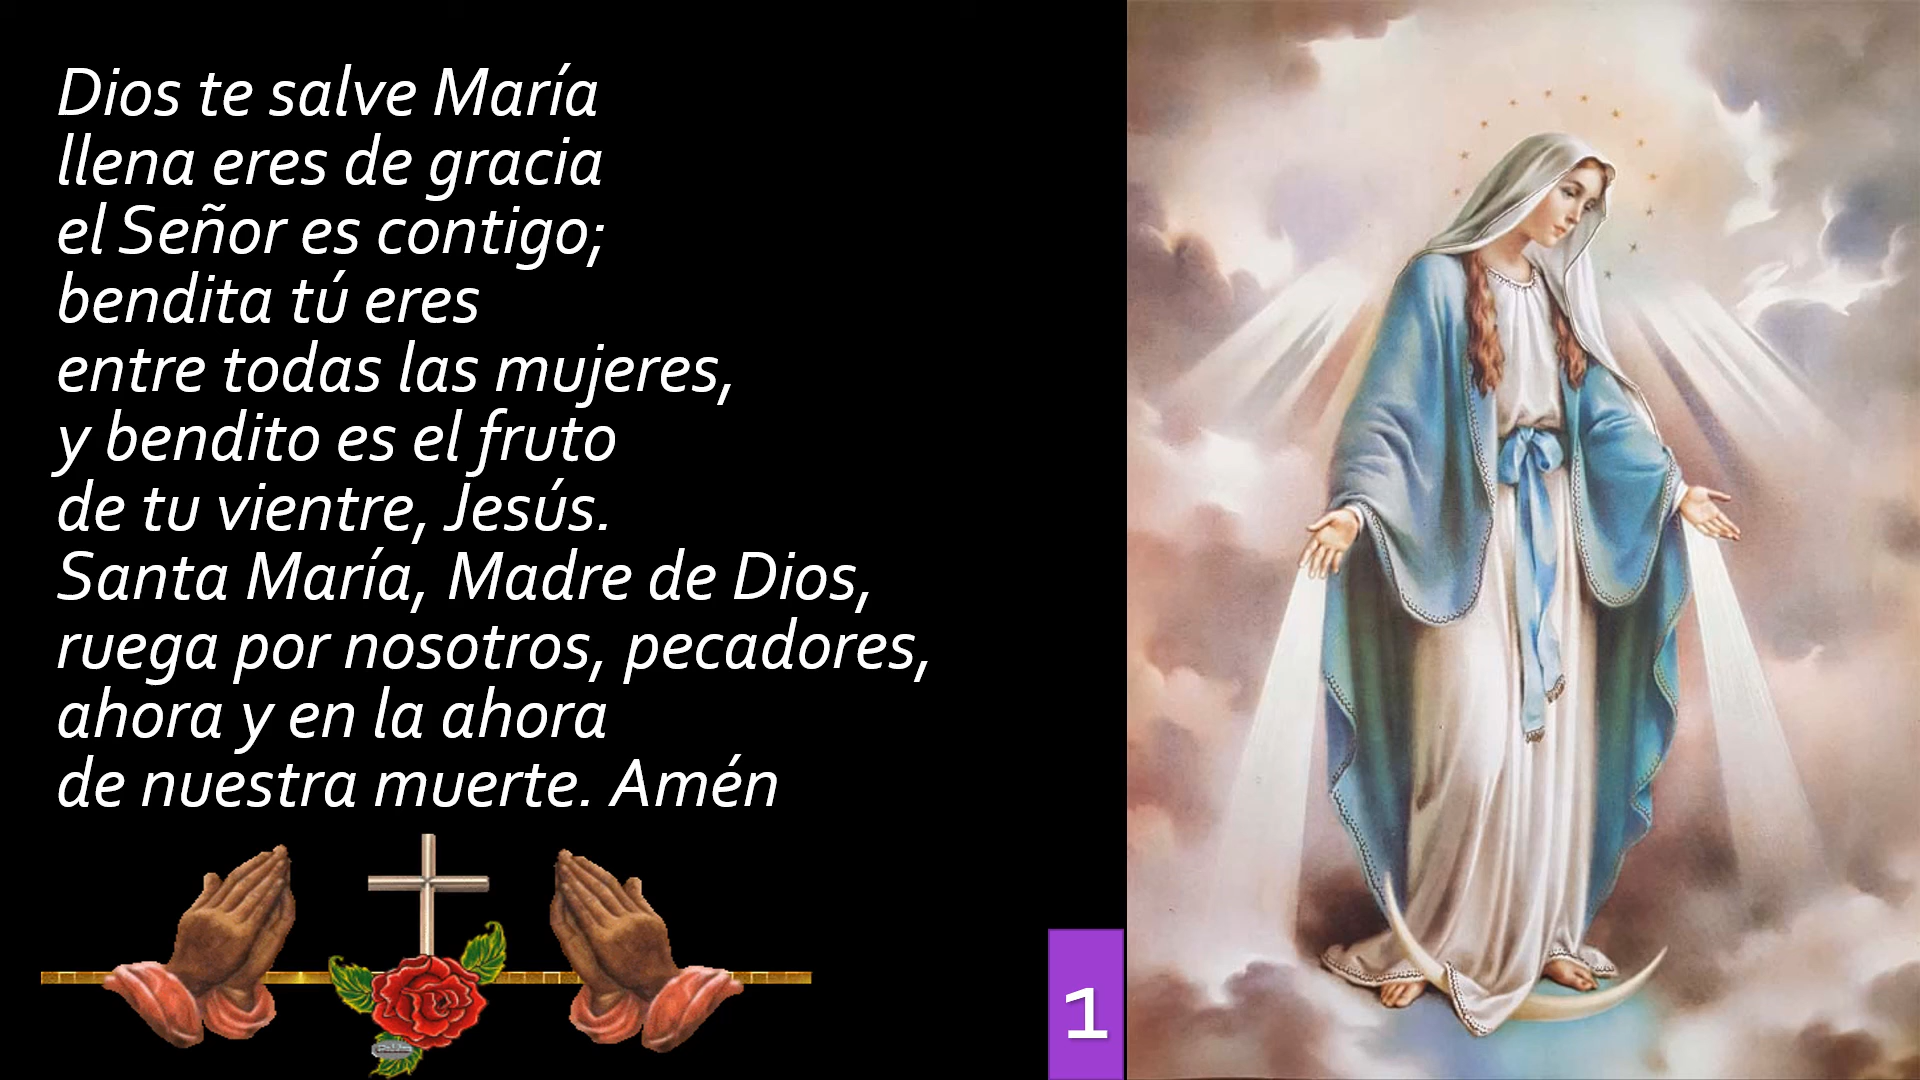 Dios te salve María
llena eres de gracia
el Señor es contigo;
bendita tú eres
entre todas las mujeres,
y bendito es el fruto
de tu vientre, Jesús.
Santa María, Madre de Dios,
ruega por nosotros, pecadores,
ahora y en la ahora
de nuestra muerte. Amén
1